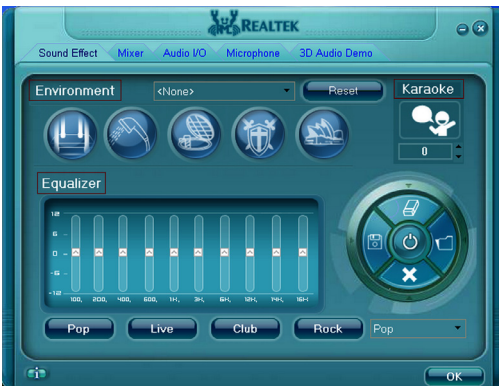 REALTEK
Sound Effect Mixer Audio I/O Microphone 3D Audio Demo
Environment <None> Reset Karaoke
0
Equalizer
12
6
0
-6
-12
100, 200, 400, 600, 1K, 3K, 6K, 12K, 14K, 16K
Pop Live Club Rock Pop
i OK